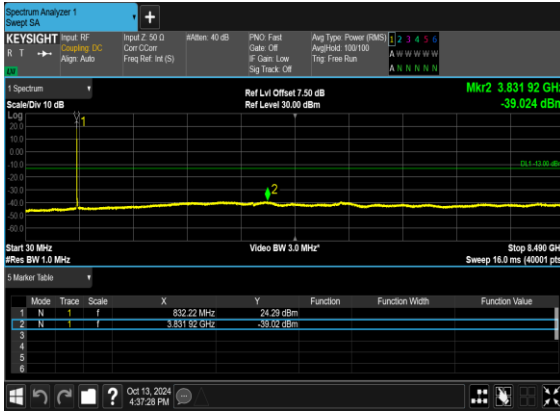 Spectrum Analyzer 1
Swept SA
+
KEYSIGHT
R T
Input: RF
Coupling: DC
Align: Auto
Input Z: 50 Ω
Corr CCorr
Freq Ref: Int (S)
#Atten: 40 dB
PNO: Fast
Gate: Off
IF Gain: Low
Sig Track: Off
Avg Type: Power (RMS)
Avg|Hold: 100/100
Trig: Free Run
1 2 3 4 5 6
A W W W W W
A N N N N N
1 Spectrum
Scale/Div 10 dB
Ref Lvl Offset 7.50 dB
Ref Level 30.00 dBm
Mkr2 3.831 92 GHz
-39.024 dBm
Log
20.0
10.0
0.00
-10.0
-20.0
-30.0
-40.0
-50.0
-60.0
1
2
DL1 -13.00 dBm
Start 30 MHz
#Res BW 1.0 MHz
Video BW 3.0 MHz*
Stop 8.490 GH
Sweep 16.0 ms (40001 pts
5 Marker Table
Mode Trace Scale X Y Function Function Width Function Value
1 N 1 f 832.22 MHz 24.29 dBm
2 N 1 f 3.831 92 GHz -39.02 dBm
3
4
5
6
?
Oct 13, 2024
4:37:28 PM